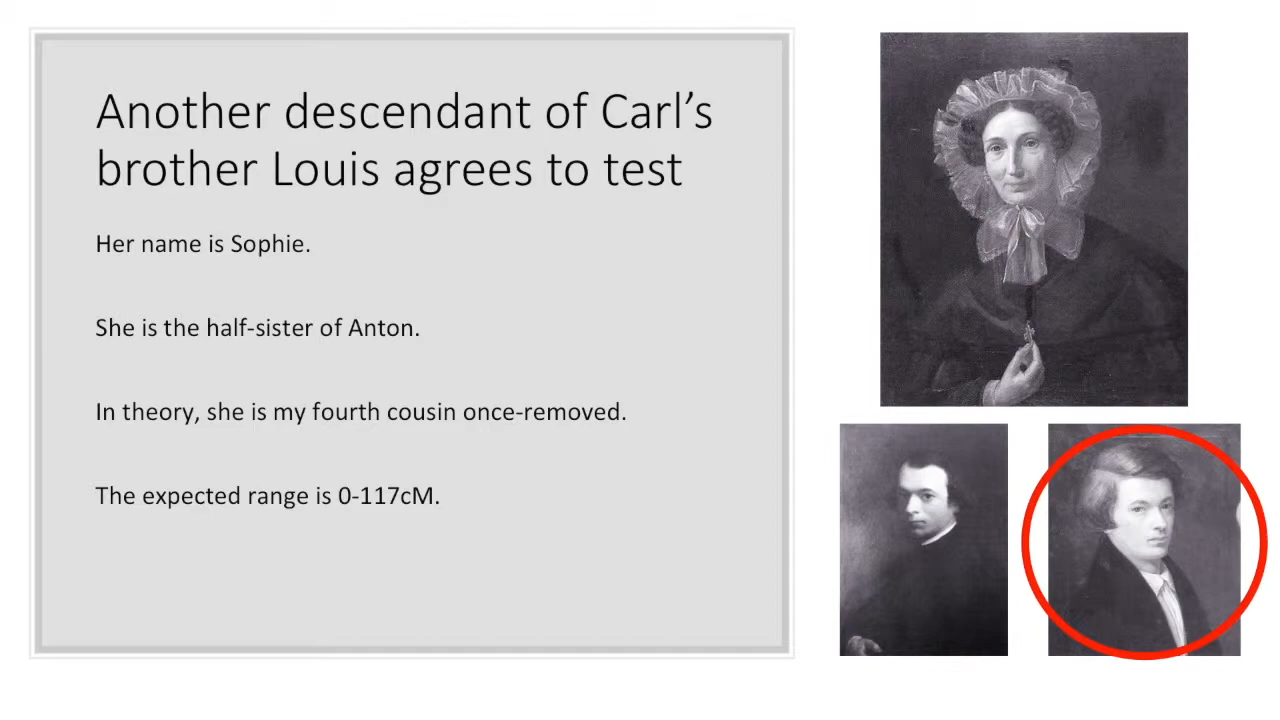 Another descendant of Carl’s
brother Louis agrees to test
Her name is Sophie.
She is the half-sister of Anton.
In theory, she is my fourth cousin once-removed.
The expected range is 0-117cM.